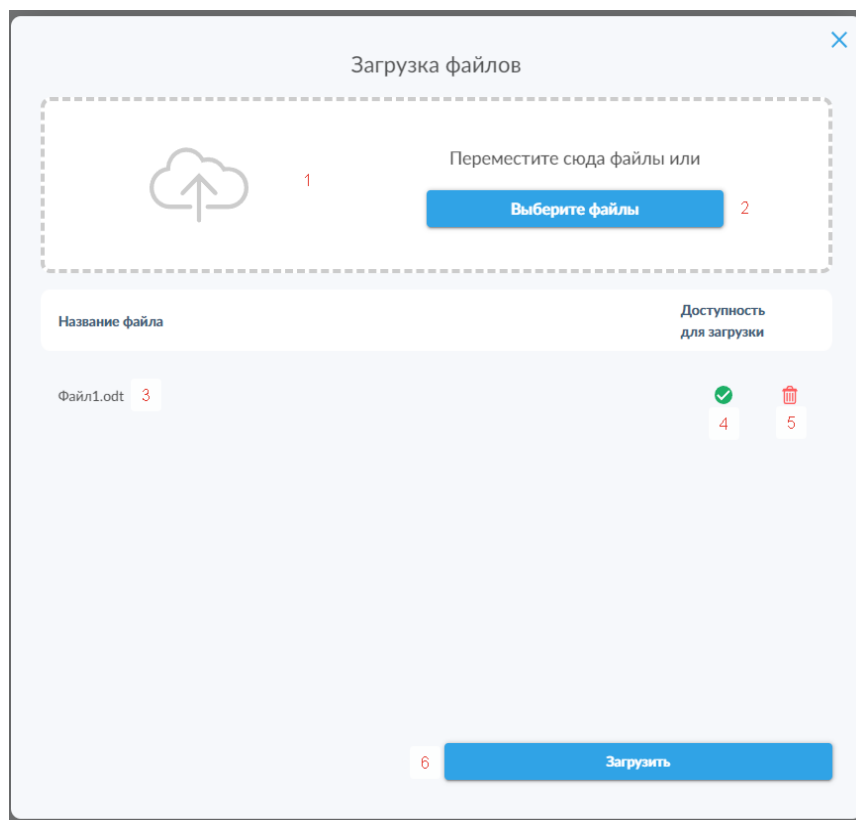 Загрузка файлов
Переместите сюда файлы или
1
Выберите файлы 2
Название файла
Доступность
для загрузки
Файл1.odt 3
4 5
6 Загрузить